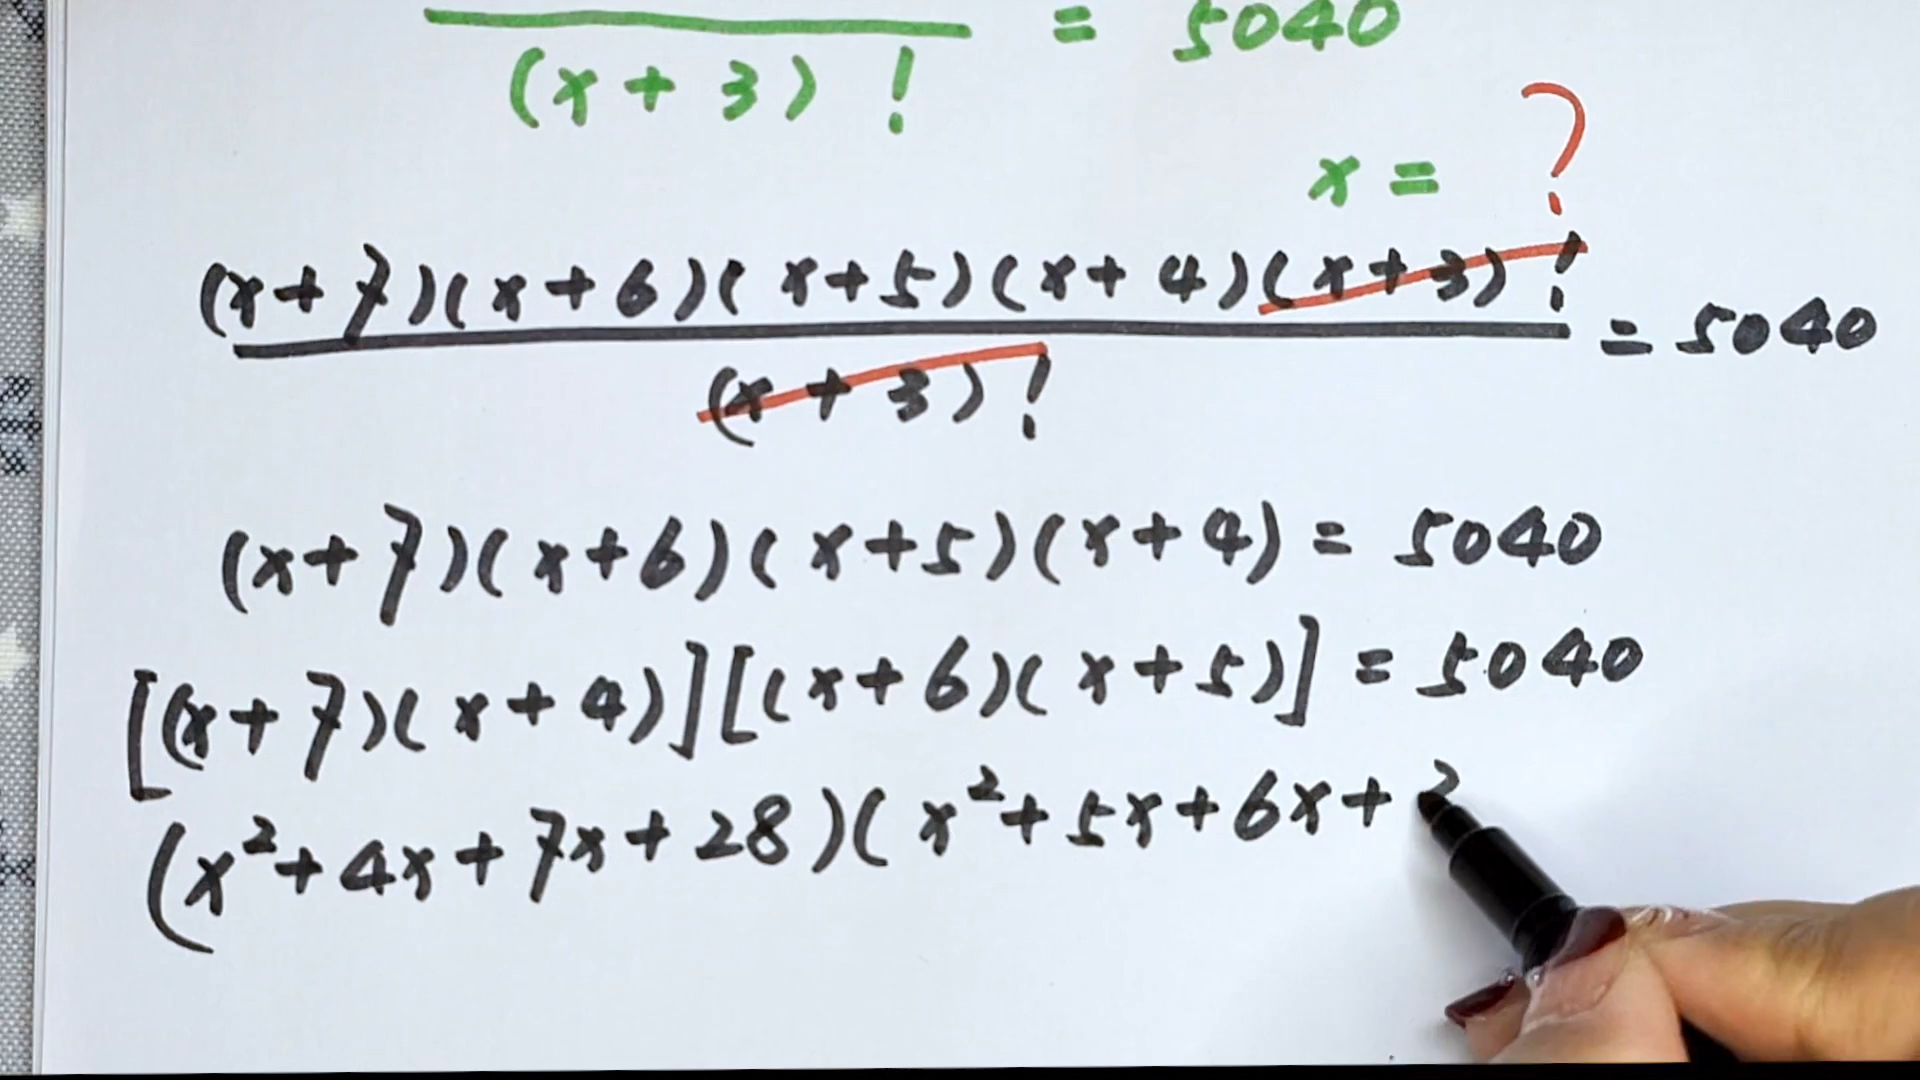 = 5040
(x + 3) !
x = ?
(x + 7)(x + 6)(x + 5)(x + 4)(x + 3) !
= 5040
(x + 3) !
(x + 7)(x + 6)(x + 5)(x + 4) = 5040
[(x + 7)(x + 4)][(x + 6)(x + 5)] = 5040
(x² + 4x + 7x + 28)(x² + 5x + 6x +